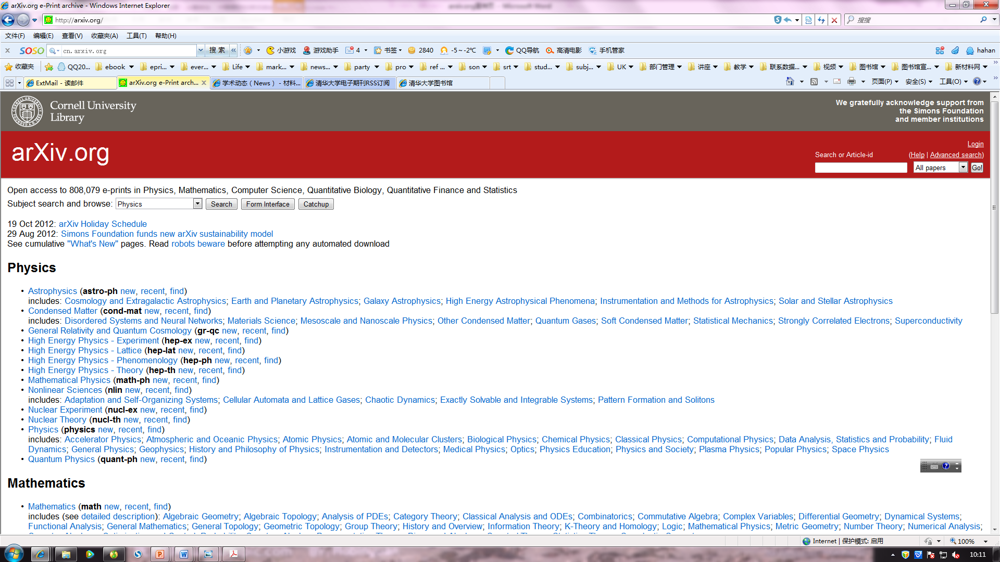 arXiv.org e-Print archive - Windows Internet Explorer
http://arxiv.org/
搜搜
文件(F) 编辑(E) 查看(V) 收藏夹(A) 工具(T) 帮助(H)
SOSO cn.arxiv.org 搜 索 小游戏 游戏助手 4 书签 2840 -5～-2℃ QQ导航 高清电影 手机管家 hahan
收藏夹 QQ20... ebook epri... ever... Life mark... news... party pro ref ... son srt stud... subj... UK 部门管理 讲座 教学 联系数据... 视频 图书馆 图书馆宣... 新材料网
ExtMail - 读邮件 arXiv.org e-Print arch... 学术动态（News） - 材料... 清华大学电子期刊RSS订阅 清华大学图书馆 页面(P) 安全(S) 工具(O)
Cornell University
Library
We gratefully acknowledge support from
the Simons Foundation
and member institutions
arXiv.org
Login
Search or Article-id (Help | Advanced search)
All papers Go!
Open access to 808,079 e-prints in Physics, Mathematics, Computer Science, Quantitative Biology, Quantitative Finance and Statistics
Subject search and browse: Physics Search Form Interface Catchup
19 Oct 2012: arXiv Holiday Schedule
29 Aug 2012: Simons Foundation funds new arXiv sustainability model
See cumulative "What's New" pages. Read robots beware before attempting any automated download
Physics
• Astrophysics (astro-ph new, recent, find)
includes: Cosmology and Extragalactic Astrophysics; Earth and Planetary Astrophysics; Galaxy Astrophysics; High Energy Astrophysical Phenomena; Instrumentation and Methods for Astrophysics; Solar and Stellar Astrophysics
• Condensed Matter (cond-mat new, recent, find)
includes: Disordered Systems and Neural Networks; Materials Science; Mesoscale and Nanoscale Physics; Other Condensed Matter; Quantum Gases; Soft Condensed Matter; Statistical Mechanics; Strongly Correlated Electrons; Superconductivity
• General Relativity and Quantum Cosmology (gr-qc new, recent, find)
• High Energy Physics - Experiment (hep-ex new, recent, find)
• High Energy Physics - Lattice (hep-lat new, recent, find)
• High Energy Physics - Phenomenology (hep-ph new, recent, find)
• High Energy Physics - Theory (hep-th new, recent, find)
• Mathematical Physics (math-ph new, recent, find)
• Nonlinear Sciences (nlin new, recent, find)
includes: Adaptation and Self-Organizing Systems; Cellular Automata and Lattice Gases; Chaotic Dynamics; Exactly Solvable and Integrable Systems; Pattern Formation and Solitons
• Nuclear Experiment (nucl-ex new, recent, find)
• Nuclear Theory (nucl-th new, recent, find)
• Physics (physics new, recent, find)
includes: Accelerator Physics; Atmospheric and Oceanic Physics; Atomic Physics; Atomic and Molecular Clusters; Biological Physics; Chemical Physics; Classical Physics; Computational Physics; Data Analysis, Statistics and Probability; Fluid
Dynamics; General Physics; Geophysics; History and Philosophy of Physics; Instrumentation and Detectors; Medical Physics; Optics; Physics Education; Physics and Society; Plasma Physics; Popular Physics; Space Physics
• Quantum Physics (quant-ph new, recent, find)
Mathematics
• Mathematics (math new, recent, find)
includes (see detailed description): Algebraic Geometry; Algebraic Topology; Analysis of PDEs; Category Theory; Classical Analysis and ODEs; Combinatorics; Commutative Algebra; Complex Variables; Differential Geometry; Dynamical Systems;
Functional Analysis; General Mathematics; General Topology; Geometric Topology; Group Theory; History and Overview; Information Theory; K-Theory and Homology; Logic; Mathematical Physics; Metric Geometry; Number Theory; Numerical Analysis;
Internet | 保护模式: 启用 100%
10:11